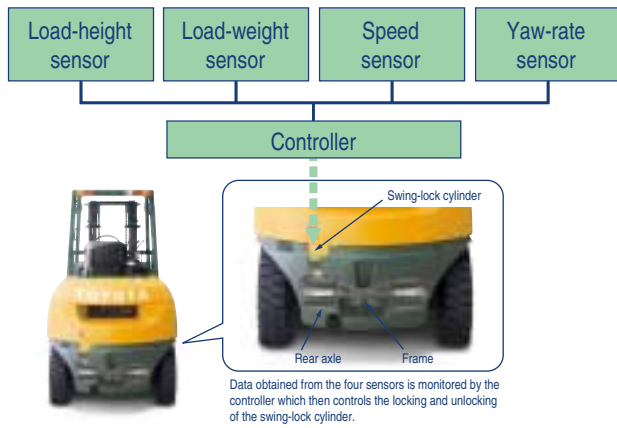 Load-height
sensor
Load-weight
sensor
Speed
sensor
Yaw-rate
sensor
Controller
Swing-lock cylinder
TOYOTA
Rear axle
Frame
Data obtained from the four sensors is monitored by the
controller which then controls the locking and unlocking
of the swing-lock cylinder.